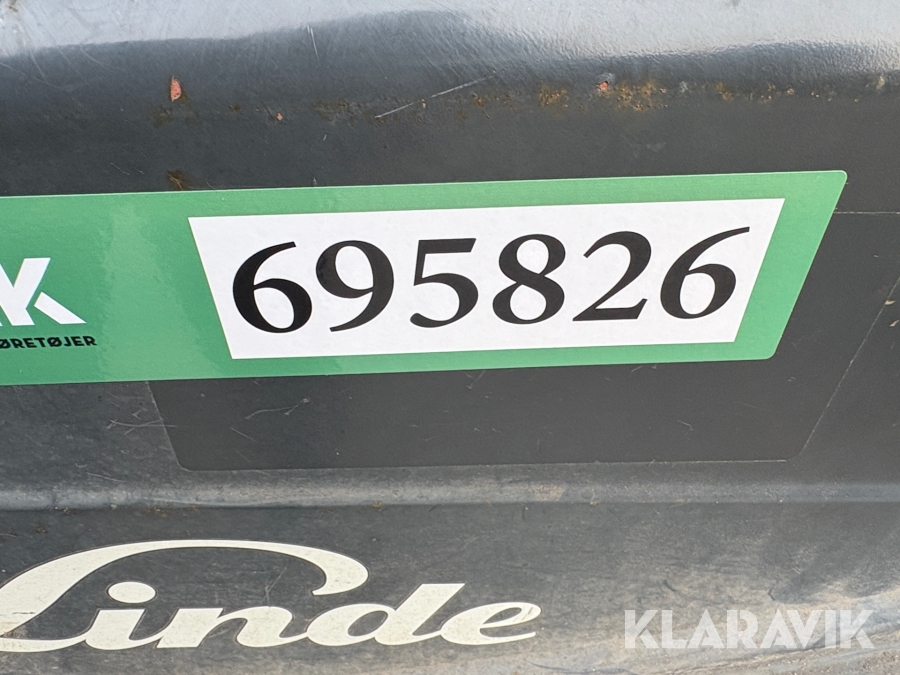 695826
K
ØRETØJER
Linde
KLARAVIK